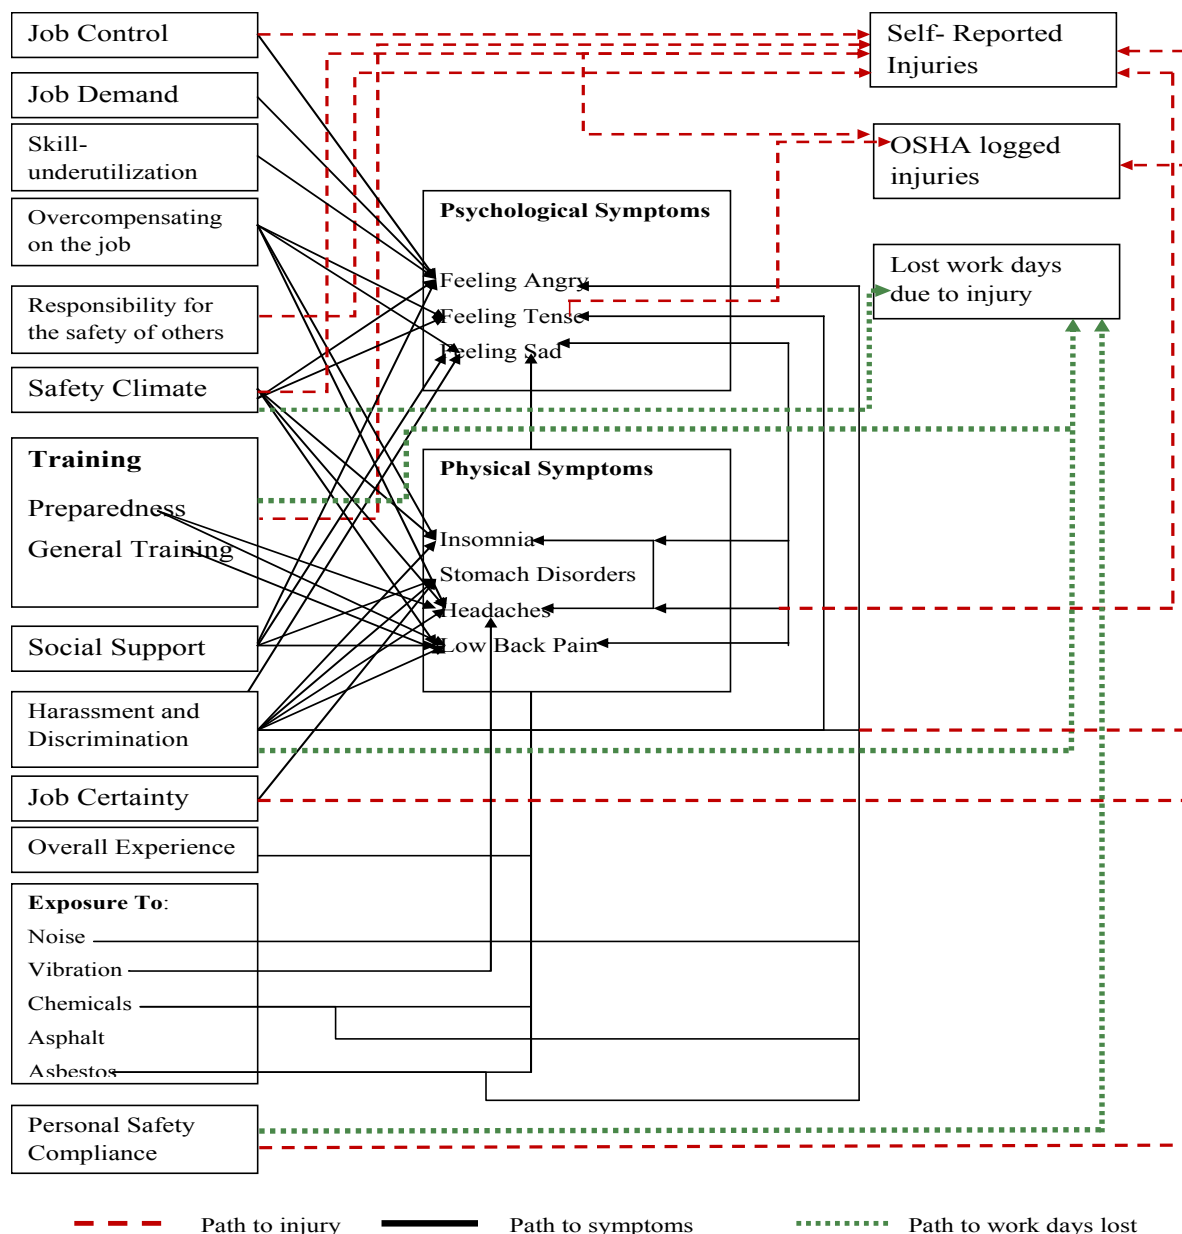 Job Control
Job Demand
Skill-
underutilization
Overcompensating
on the job
Responsibility for
the safety of others
Safety Climate
Training
Preparedness
General Training
Social Support
Harassment and
Discrimination
Job Certainty
Overall Experience
Exposure To:
Noise
Vibration
Chemicals
Asphalt
Asbestos
Personal Safety
Compliance
Psychological Symptoms
Feeling Angry
Feeling Tense
Feeling Sad
Physical Symptoms
Insomnia
Stomach Disorders
Headaches
Low Back Pain
Self- Reported
Injuries
OSHA logged
injuries
Lost work days
due to injury
Path to injury
Path to symptoms
Path to work days lost